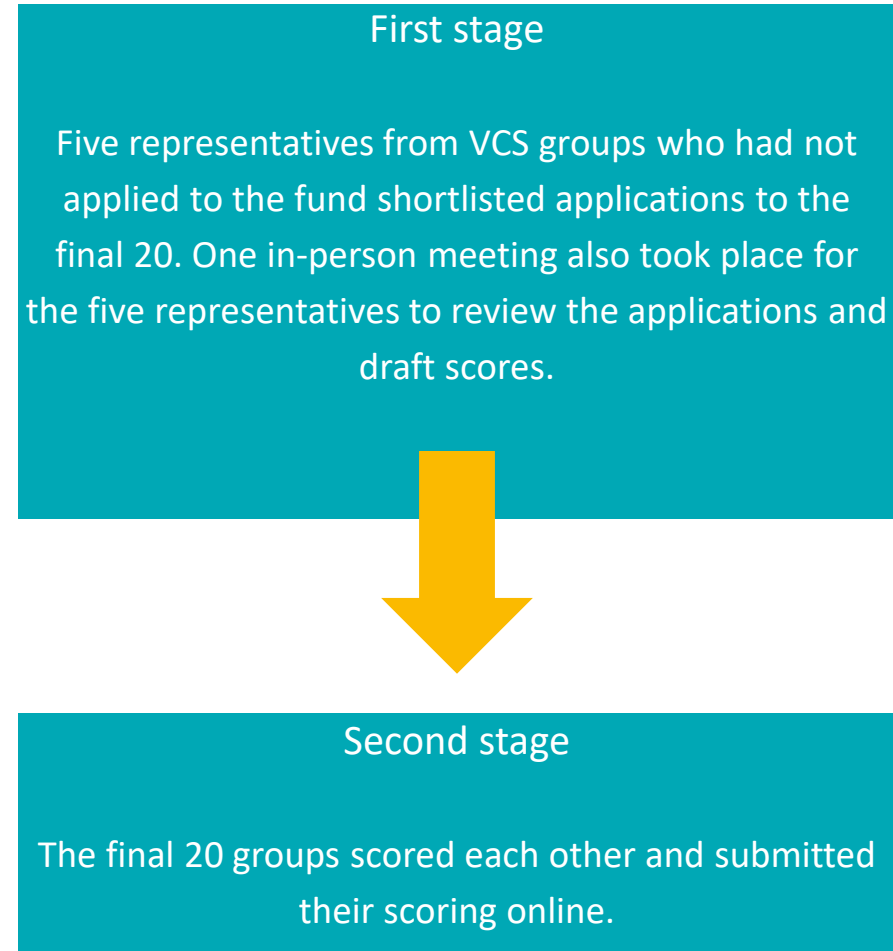 First stage
Five representatives from VCS groups who had not
applied to the fund shortlisted applications to the
final 20. One in-person meeting also took place for
the five representatives to review the applications and
draft scores.
Second stage
The final 20 groups scored each other and submitted
their scoring online.